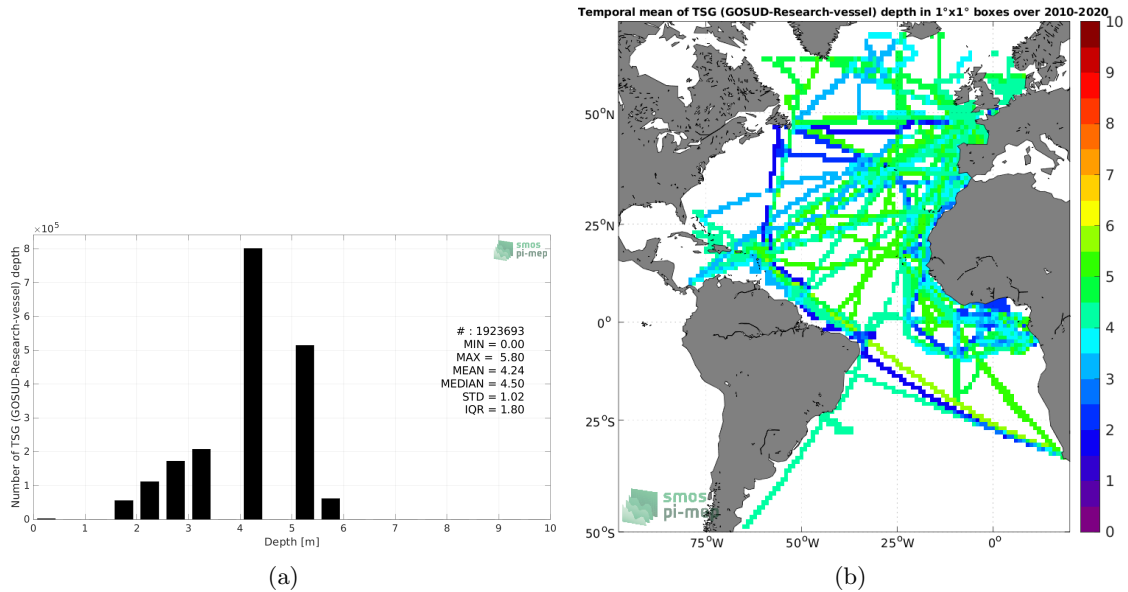 ×10⁵
8
7
6
5
4
3
2
1
0
Number of TSG (GOSUD-Research-vessel) depth
smos
pi-mep
# : 1923693
MIN = 0.00
MAX = 5.80
MEAN = 4.24
MEDIAN = 4.50
STD = 1.02
IQR = 1.80
0 1 2 3 4 5 6 7 8 9 10
Depth [m]
(a)
Temporal mean of TSG (GOSUD-Research-vessel) depth in 1°x1° boxes over 2010-2020
50°N
25°N
0°
25°S
50°S
75°W 50°W 25°W 0°
smos
pi-mep
10
9
8
7
6
5
4
3
2
1
0
(b)